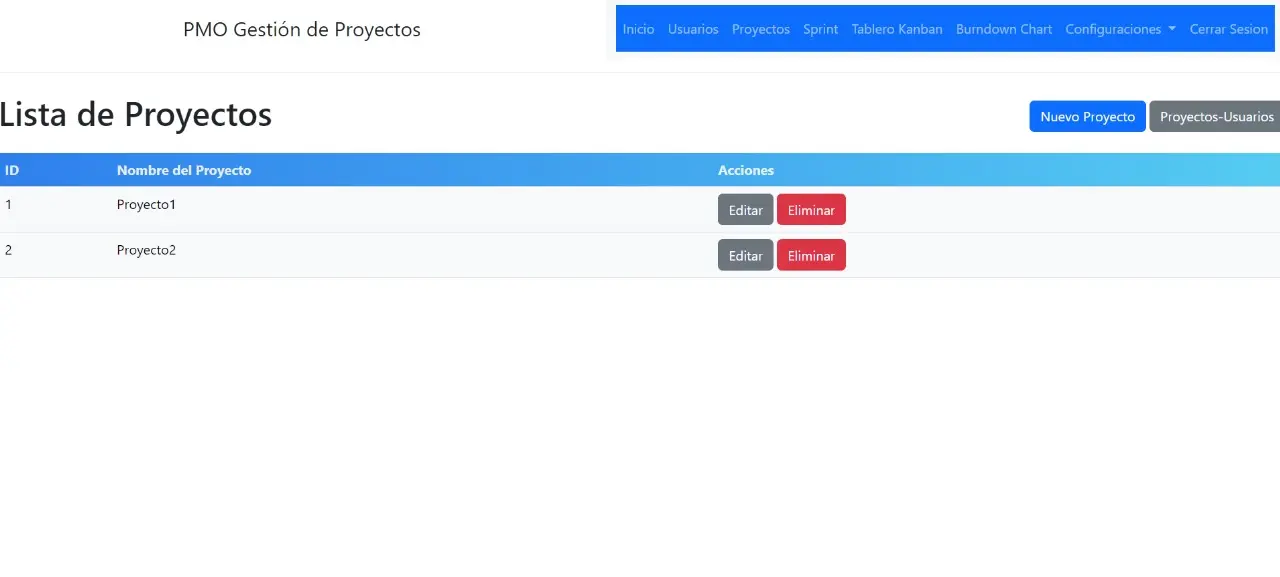 PMO Gestión de Proyectos
Inicio Usuarios Proyectos Sprint Tablero Kanban Burndown Chart Configuraciones Cerrar Sesion
Lista de Proyectos
Nuevo Proyecto Proyectos-Usuarios
ID Nombre del Proyecto Acciones
1 Proyecto1 Editar Eliminar
2 Proyecto2 Editar Eliminar